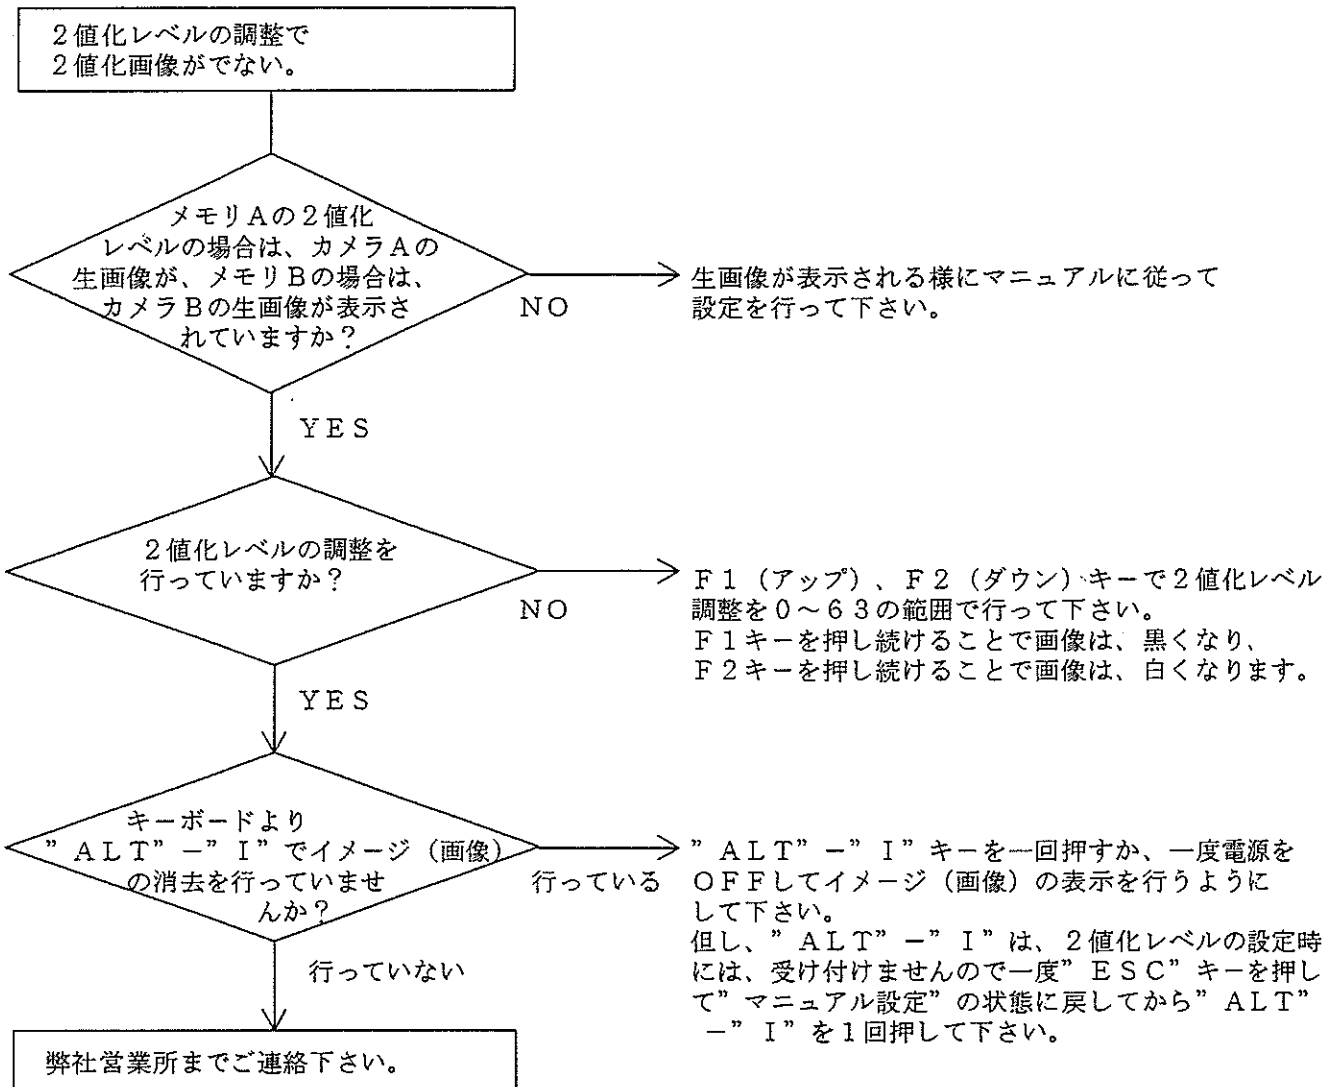 ２値化レベルの調整で
２値化画像がでない。
メモリＡの２値化
レベルの場合は、カメラＡの
生画像が、メモリＢの場合は、
カメラＢの生画像が表示さ
れていますか？
ＮＯ
生画像が表示される様にマニュアルに従って
設定を行って下さい。
ＹＥＳ
２値化レベルの調整を
行っていますか？
ＮＯ
Ｆ１（アップ）、Ｆ２（ダウン）キーで２値化レベル
調整を０～６３の範囲で行って下さい。
Ｆ１キーを押し続けることで画像は、黒くなり、
Ｆ２キーを押し続けることで画像は、白くなります。
ＹＥＳ
キーボードより
”ＡＬＴ”－”Ｉ”でイメージ（画像）
の消去を行っていませ
んか？
行っている
”ＡＬＴ”－”Ｉ”キーを一回押すか、一度電源を
ＯＦＦしてイメージ（画像）の表示を行うように
して下さい。
但し、”ＡＬＴ”－”Ｉ”は、２値化レベルの設定時
には、受け付けませんので一度”ＥＳＣ”キーを押し
て”マニュアル設定”の状態に戻してから”ＡＬＴ”
－”Ｉ”を１回押して下さい。
行っていない
弊社営業所までご連絡下さい。